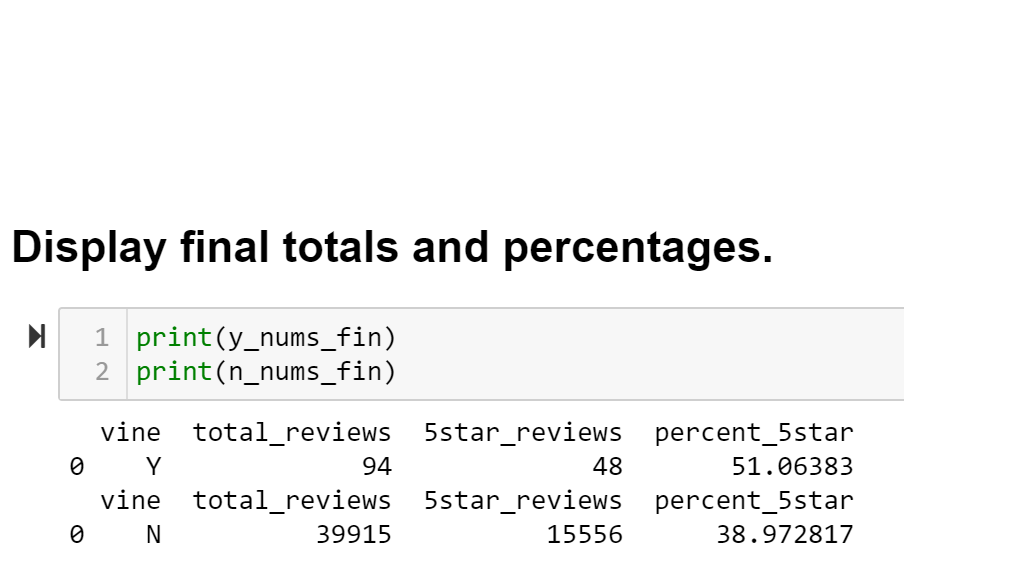 Display final totals and percentages.
1 print(y_nums_fin)
2 print(n_nums_fin)
vine total_reviews 5star_reviews percent_5star
0 Y 94 48 51.06383
vine total_reviews 5star_reviews percent_5star
0 N 39915 15556 38.972817